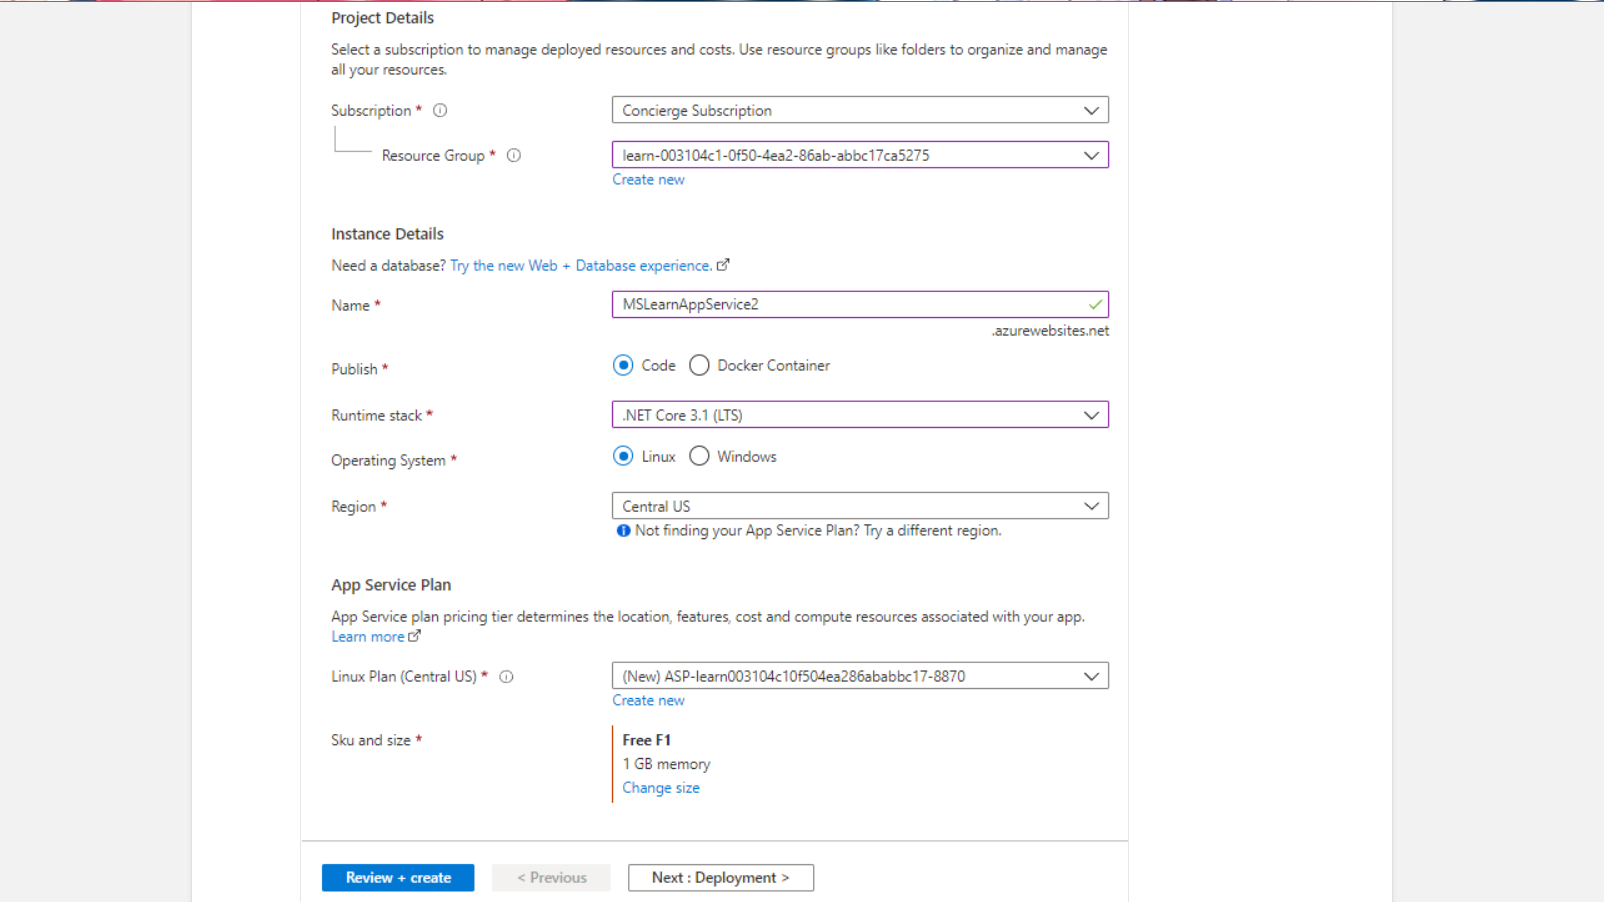 Project Details
Select a subscription to manage deployed resources and costs. Use resource groups like folders to organize and manage
all your resources.
Subscription *
Concierge Subscription
Resource Group *
learn-003104c1-0f50-4ea2-86ab-abbc17ca5275
Create new
Instance Details
Need a database? Try the new Web + Database experience.
Name *
MSLearnAppService2
.azurewebsites.net
Publish *
Code
Docker Container
Runtime stack *
.NET Core 3.1 (LTS)
Operating System *
Linux
Windows
Region *
Central US
Not finding your App Service Plan? Try a different region.
App Service Plan
App Service plan pricing tier determines the location, features, cost and compute resources associated with your app.
Learn more
Linux Plan (Central US) *
(New) ASP-learn003104c10f504ea286ababbc17-8870
Create new
Sku and size *
Free F1
1 GB memory
Change size
Review + create
< Previous
Next : Deployment >